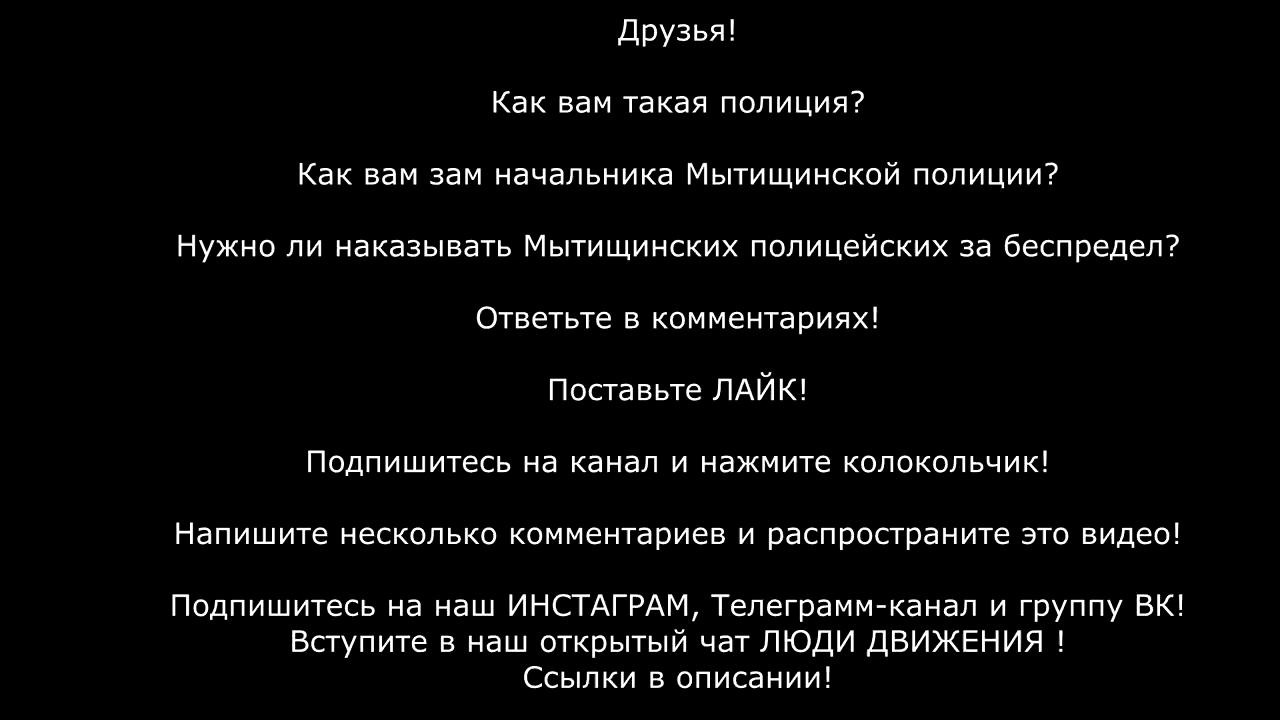 Друзья!
Как вам такая полиция?
Как вам зам начальника Мытищинской полиции?
Нужно ли наказывать Мытищинских полицейских за беспредел?
Ответьте в комментариях!
Поставьте ЛАЙК!
Подпишитесь на канал и нажмите колокольчик!
Напишите несколько комментариев и распространите это видео!
Подпишитесь на наш ИНСТАГРАМ, Телеграмм-канал и группу ВК!
Вступите в наш открытый чат ЛЮДИ ДВИЖЕНИЯ !
Ссылки в описании!